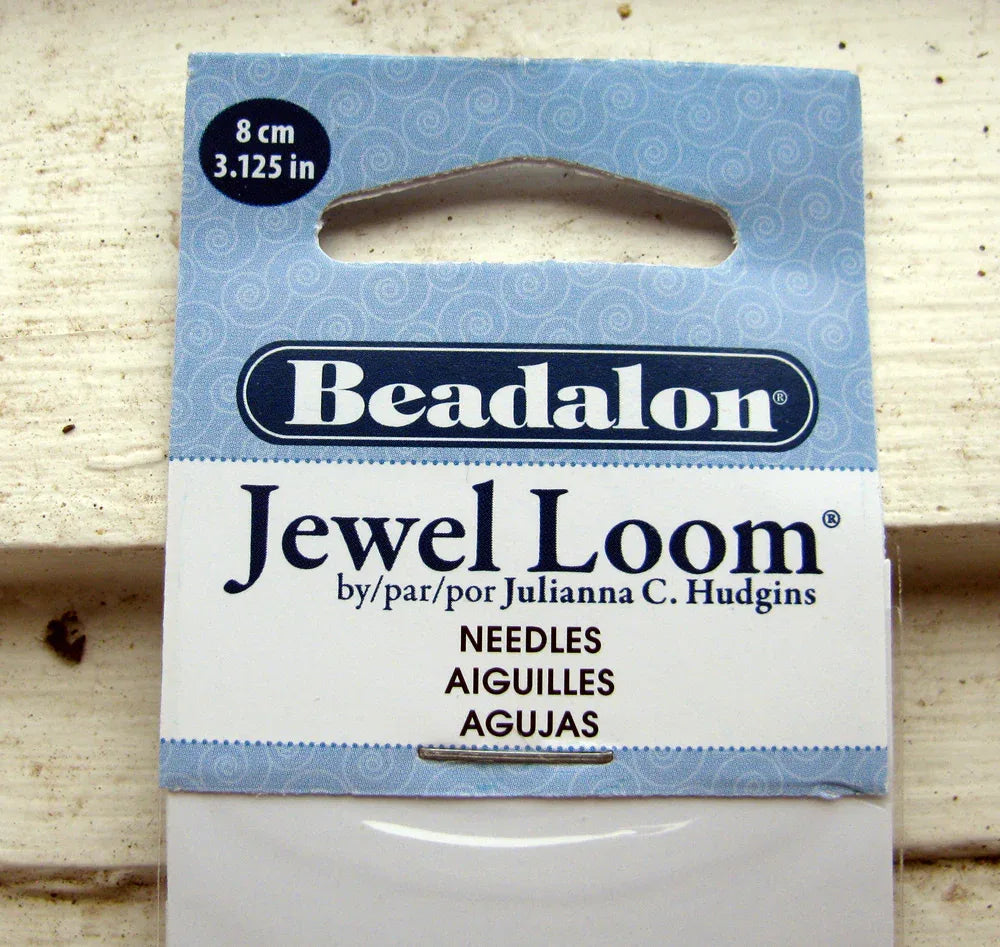 8 cm
3.125 in
Beadalon®
Jewel Loom®
by/par/por Julianna C. Hudgins
NEEDLES
AIGUILLES
AGUJAS